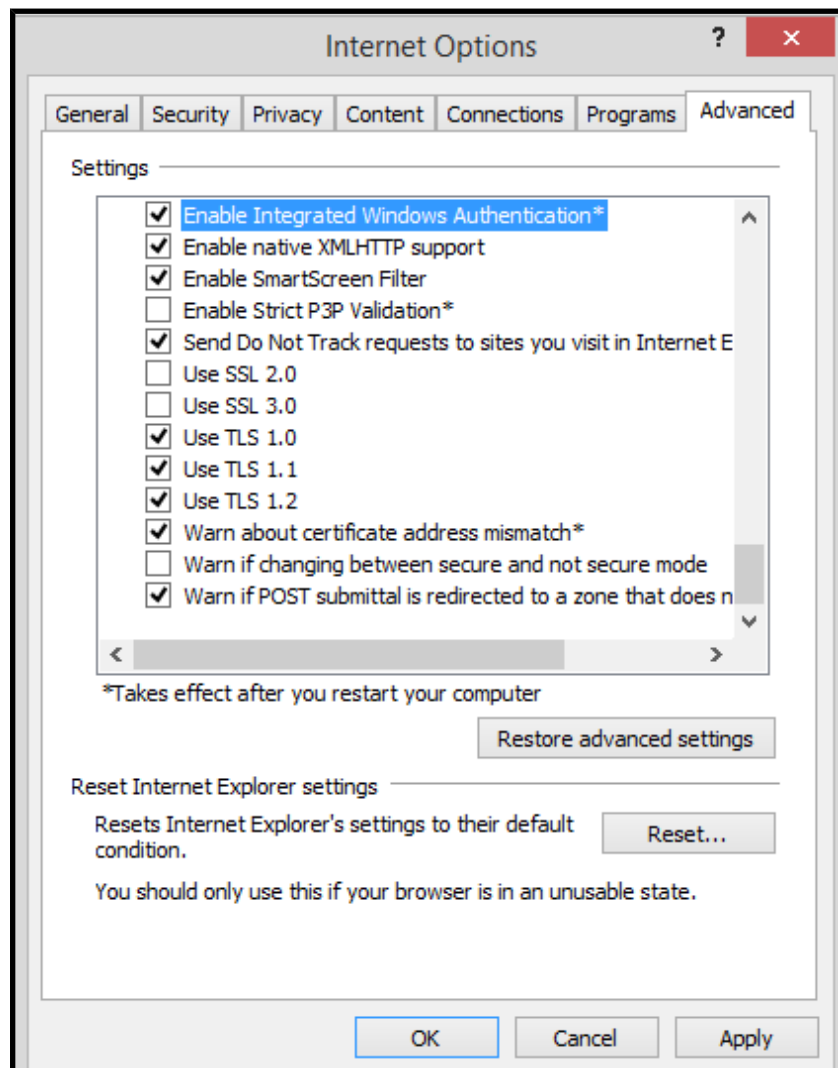 Internet Options
?
General Security Privacy Content Connections Programs Advanced
Settings
Enable Integrated Windows Authentication*
Enable native XMLHTTP support
Enable SmartScreen Filter
Enable Strict P3P Validation*
Send Do Not Track requests to sites you visit in Internet E
Use SSL 2.0
Use SSL 3.0
Use TLS 1.0
Use TLS 1.1
Use TLS 1.2
Warn about certificate address mismatch*
Warn if changing between secure and not secure mode
Warn if POST submittal is redirected to a zone that does n
*Takes effect after you restart your computer
Restore advanced settings
Reset Internet Explorer settings
Resets Internet Explorer's settings to their default
condition.
Reset...
You should only use this if your browser is in an unusable state.
OK Cancel Apply